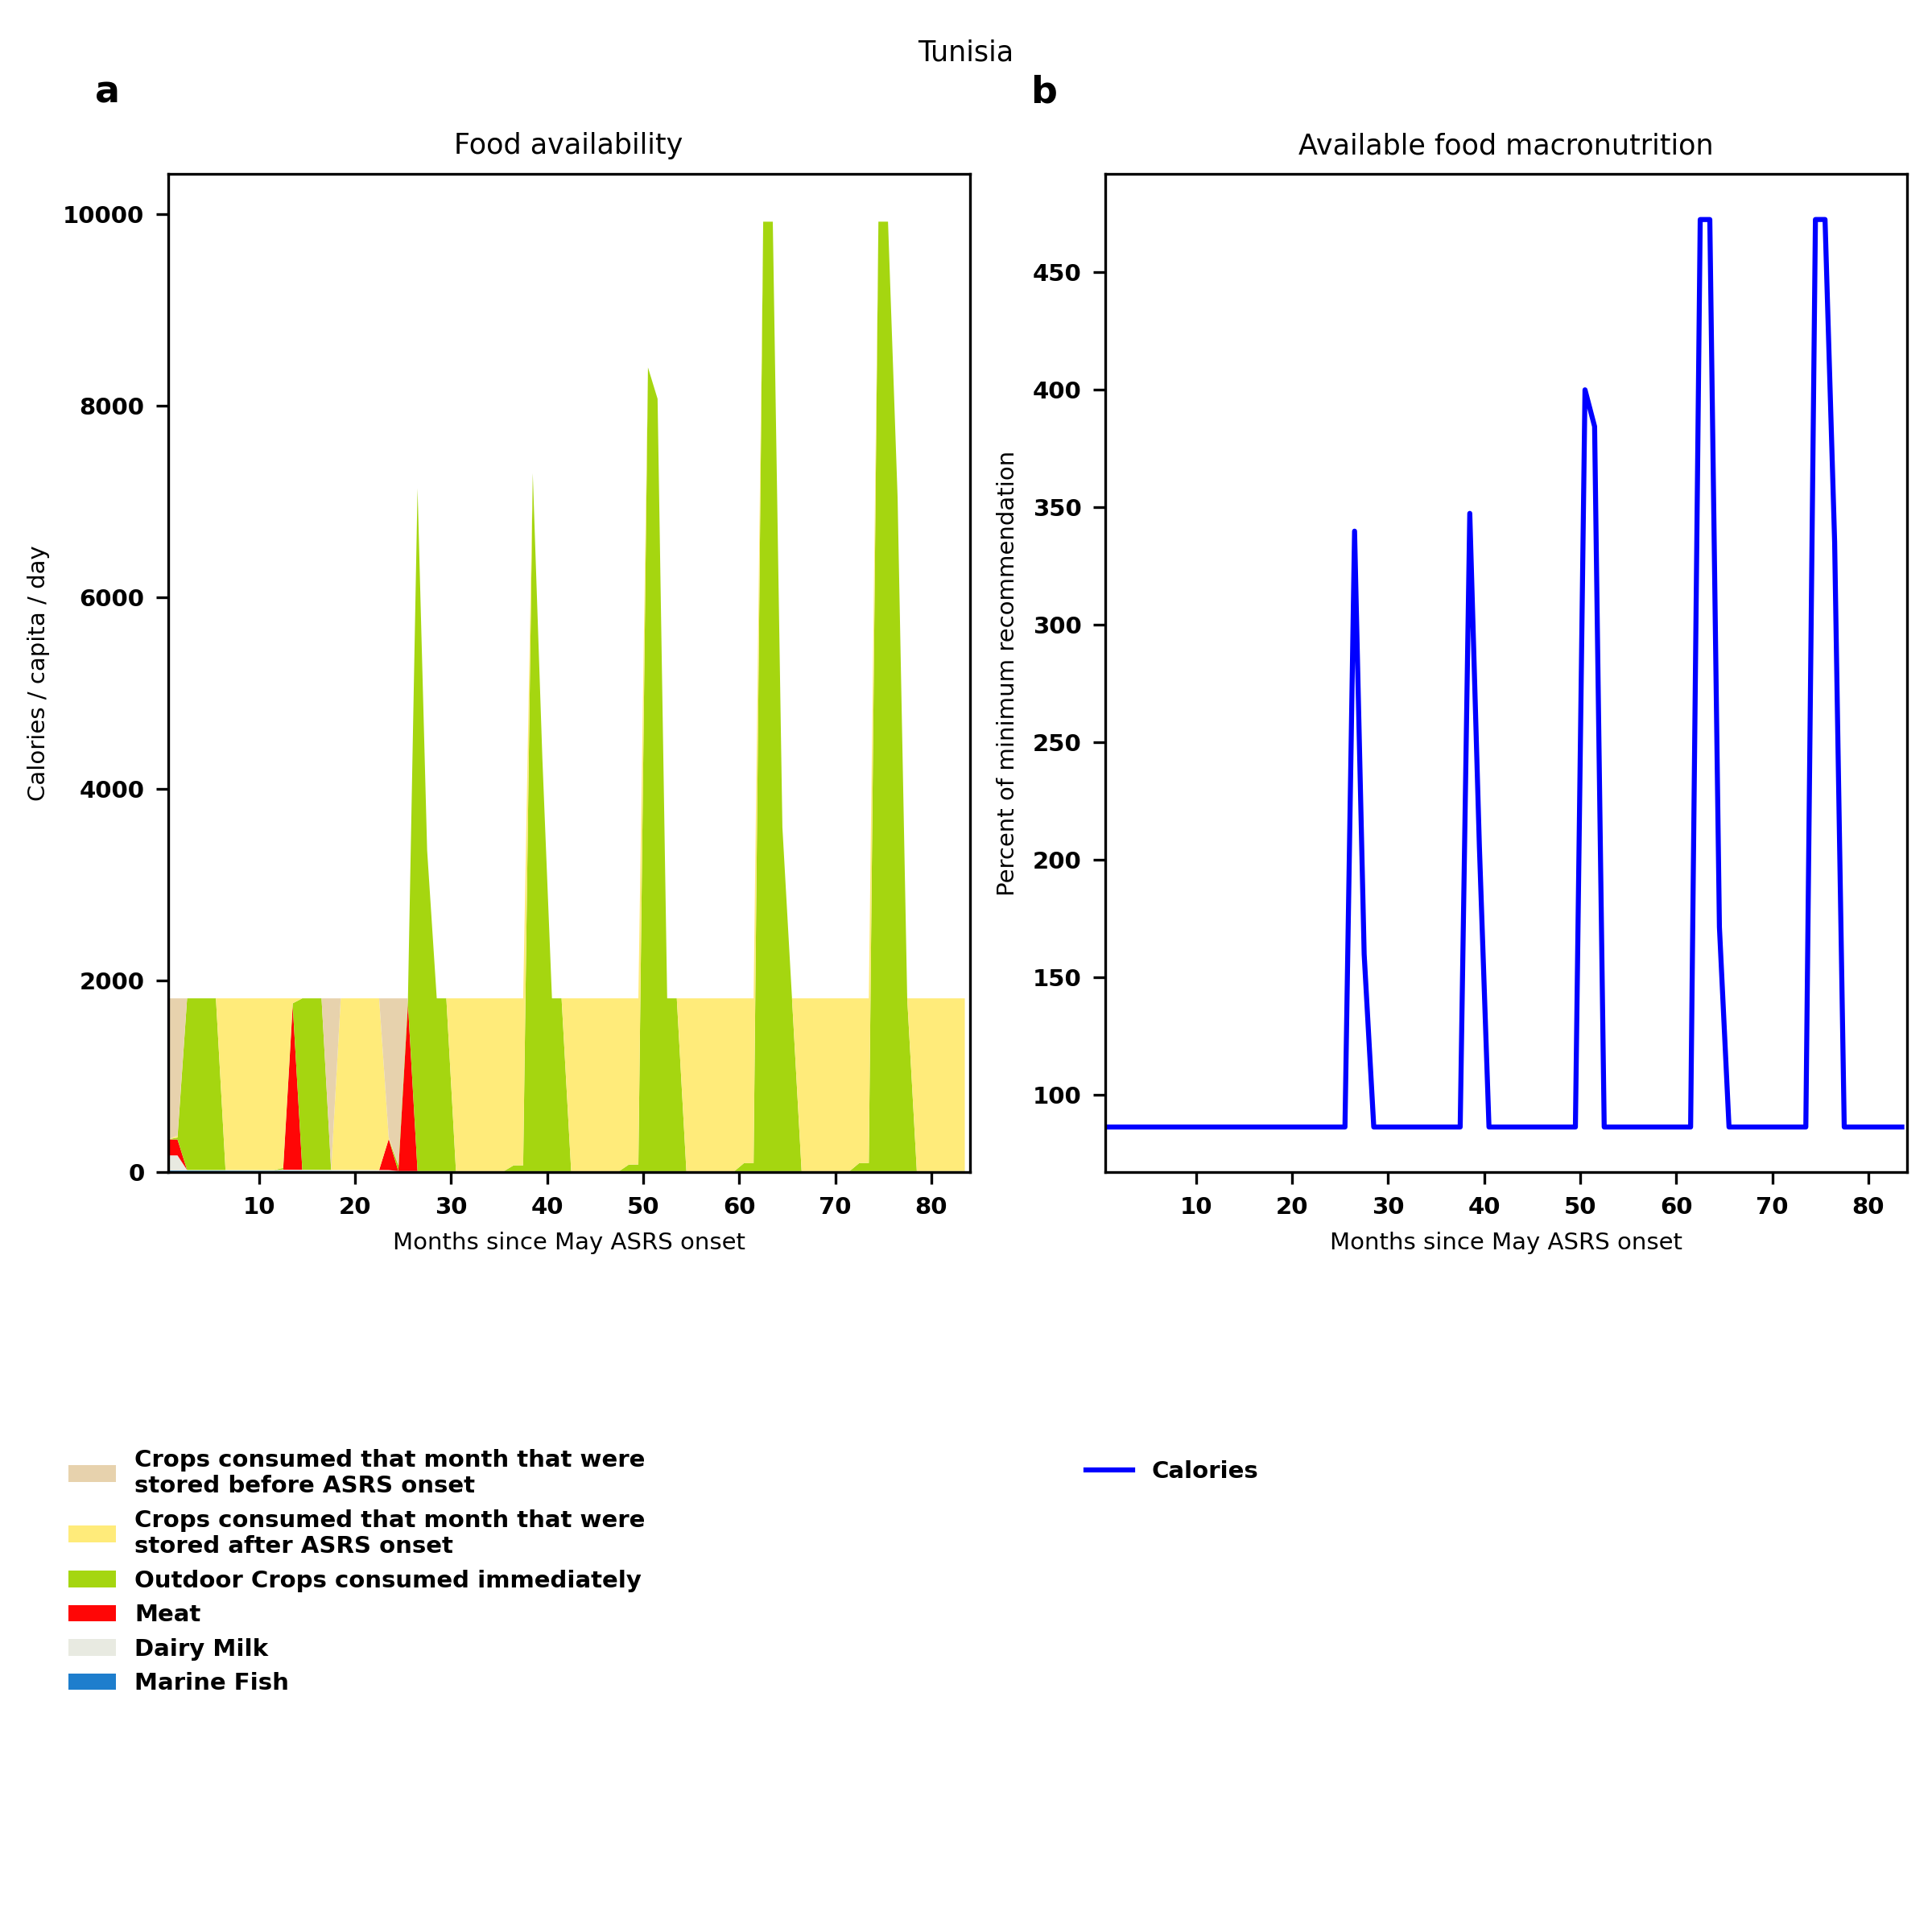 Tunisia
a
Food availability
10000
8000
6000
4000
2000
0
Calories / capita / day
10 20 30 40 50 60 70 80
Months since May ASRS onset
b
Available food macronutrition
450
400
350
300
250
200
150
100
Percent of minimum recommendation
10 20 30 40 50 60 70 80
Months since May ASRS onset
Crops consumed that month that were
stored before ASRS onset
Crops consumed that month that were
stored after ASRS onset
Outdoor Crops consumed immediately
Meat
Dairy Milk
Marine Fish
Calories